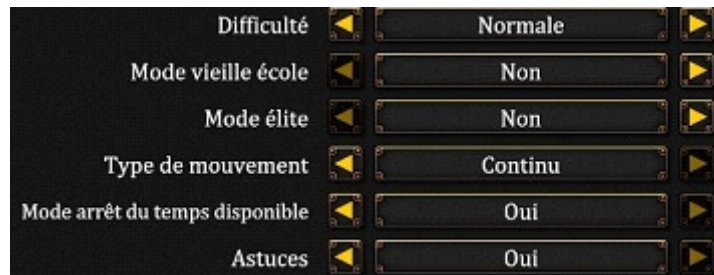 Difficulté Normale
Mode vieille école Non
Mode élite Non
Type de mouvement Continu
Mode arrêt du temps disponible Oui
Astuces Oui